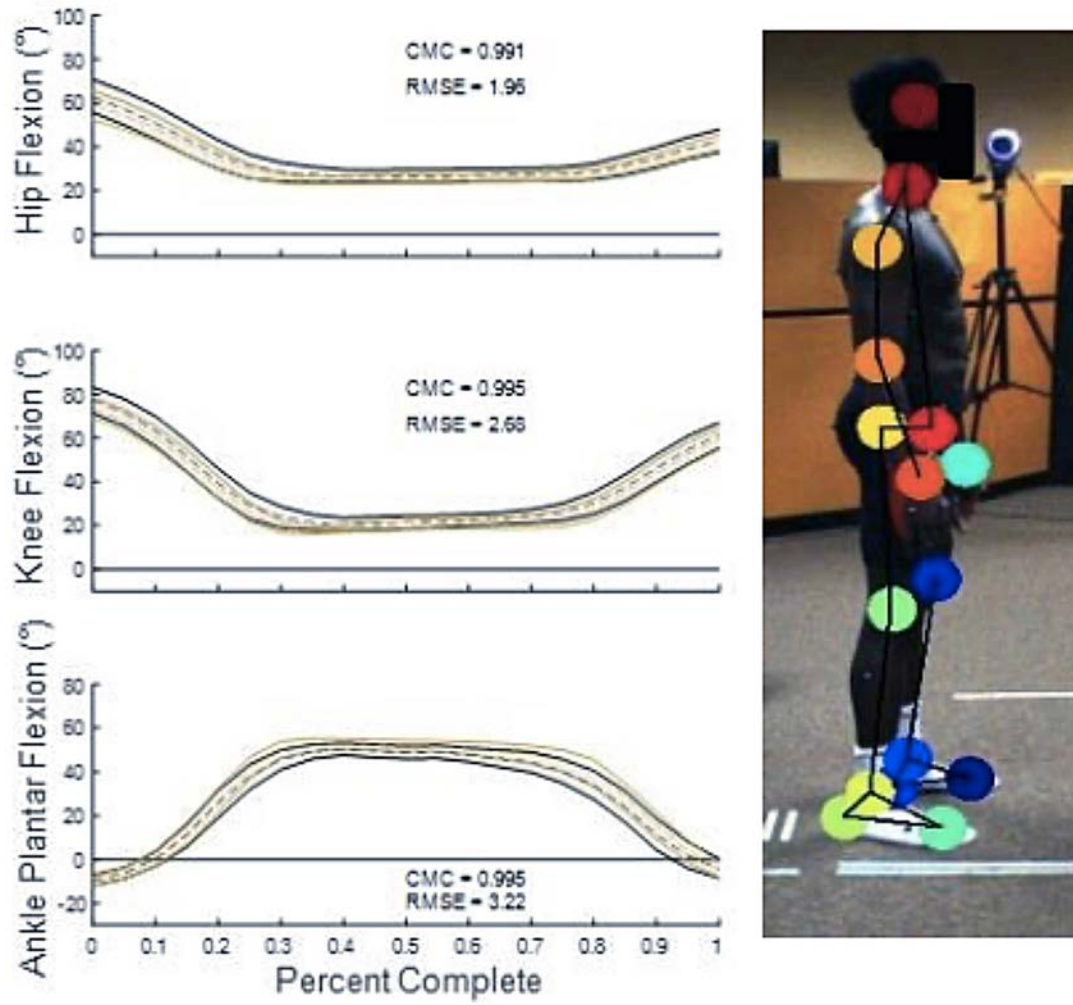 Hip Flexion (º)
100
80
60
40
20
0
CMC = 0.991
RMSE = 1.96
Knee Flexion (º)
100
80
60
40
20
0
CMC = 0.995
RMSE = 2.68
Ankle Plantar Flexion (º)
80
60
40
20
0
-20
CMC = 0.995
RMSE = 3.22
0 0.1 0.2 0.3 0.4 0.5 0.6 0.7 0.8 0.9 1
Percent Complete